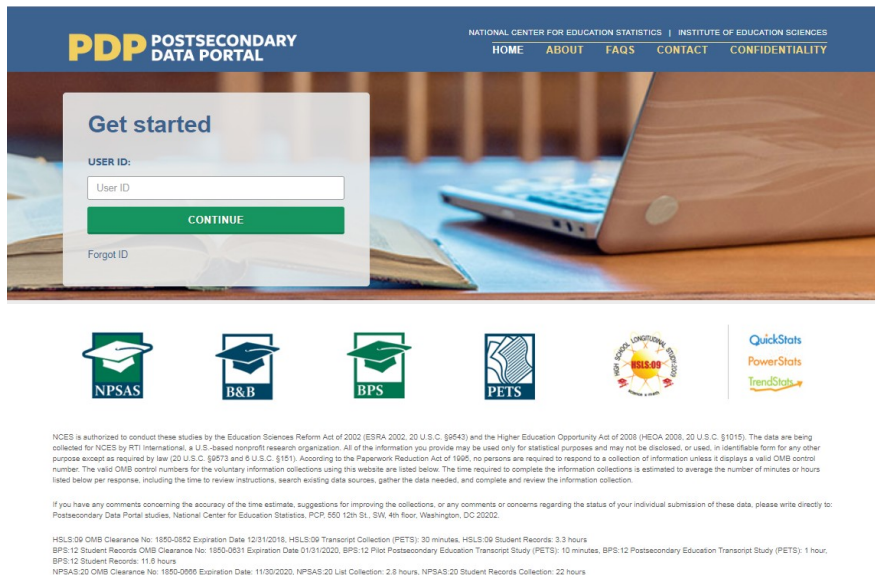 PDP POSTSECONDARY
DATA PORTAL
NATIONAL CENTER FOR EDUCATION STATISTICS | INSTITUTE OF EDUCATION SCIENCES
HOME ABOUT FAQS CONTACT CONFIDENTIALITY
Get started
USER ID:
User ID
CONTINUE
Forgot ID
NPSAS
B&B
BPS
PETS
HIGH SCHOOL LONGITUDINAL STUDY 2009
HSLS:09
science & math
QuickStats
PowerStats
TrendStats
NCES is authorized to conduct these studies by the Education Sciences Reform Act of 2002 (ESRA 2002, 20 U.S.C. §9543) and the Higher Education Opportunity Act of 2008 (HEOA 2008, 20 U.S.C. §1015). The data are being
collected for NCES by RTI International, a U.S.-based nonprofit research organization. All of the information you provide may be used only for statistical purposes and may not be disclosed, or used, in identifiable form for any other
purpose except as required by law (20 U.S.C. §9573 and 6 U.S.C. §151). According to the Paperwork Reduction Act of 1995, no persons are required to respond to a collection of information unless it displays a valid OMB control
number. The valid OMB control numbers for the voluntary information collections using this website are listed below. The time required to complete the information collections is estimated to average the number of minutes or hours
listed below per response, including the time to review instructions, search existing data sources, gather the data needed, and complete and review the information collection.
If you have any comments concerning the accuracy of the time estimate, suggestions for improving the collections, or any comments or concerns regarding the status of your individual submission of these data, please write directly to:
Postsecondary Data Portal studies, National Center for Education Statistics, PCP, 550 12th St., SW, 4th floor, Washington, DC 20202.
HSLS:09 OMB Clearance No: 1850-0852 Expiration Date 12/31/2018, HSLS:09 Transcript Collection (PETS): 30 minutes, HSLS:09 Student Records: 3.3 hours
BPS:12 Student Records OMB Clearance No: 1850-0631 Expiration Date 01/31/2020, BPS:12 Pilot Postsecondary Education Transcript Study (PETS): 10 minutes, BPS:12 Postsecondary Education Transcript Study (PETS): 1 hour,
BPS:12 Student Records: 11.6 hours
NPSAS:20 OMB Clearance No: 1850-0666 Expiration Date: 11/30/2020, NPSAS:20 List Collection: 2.8 hours, NPSAS:20 Student Records Collection: 22 hours